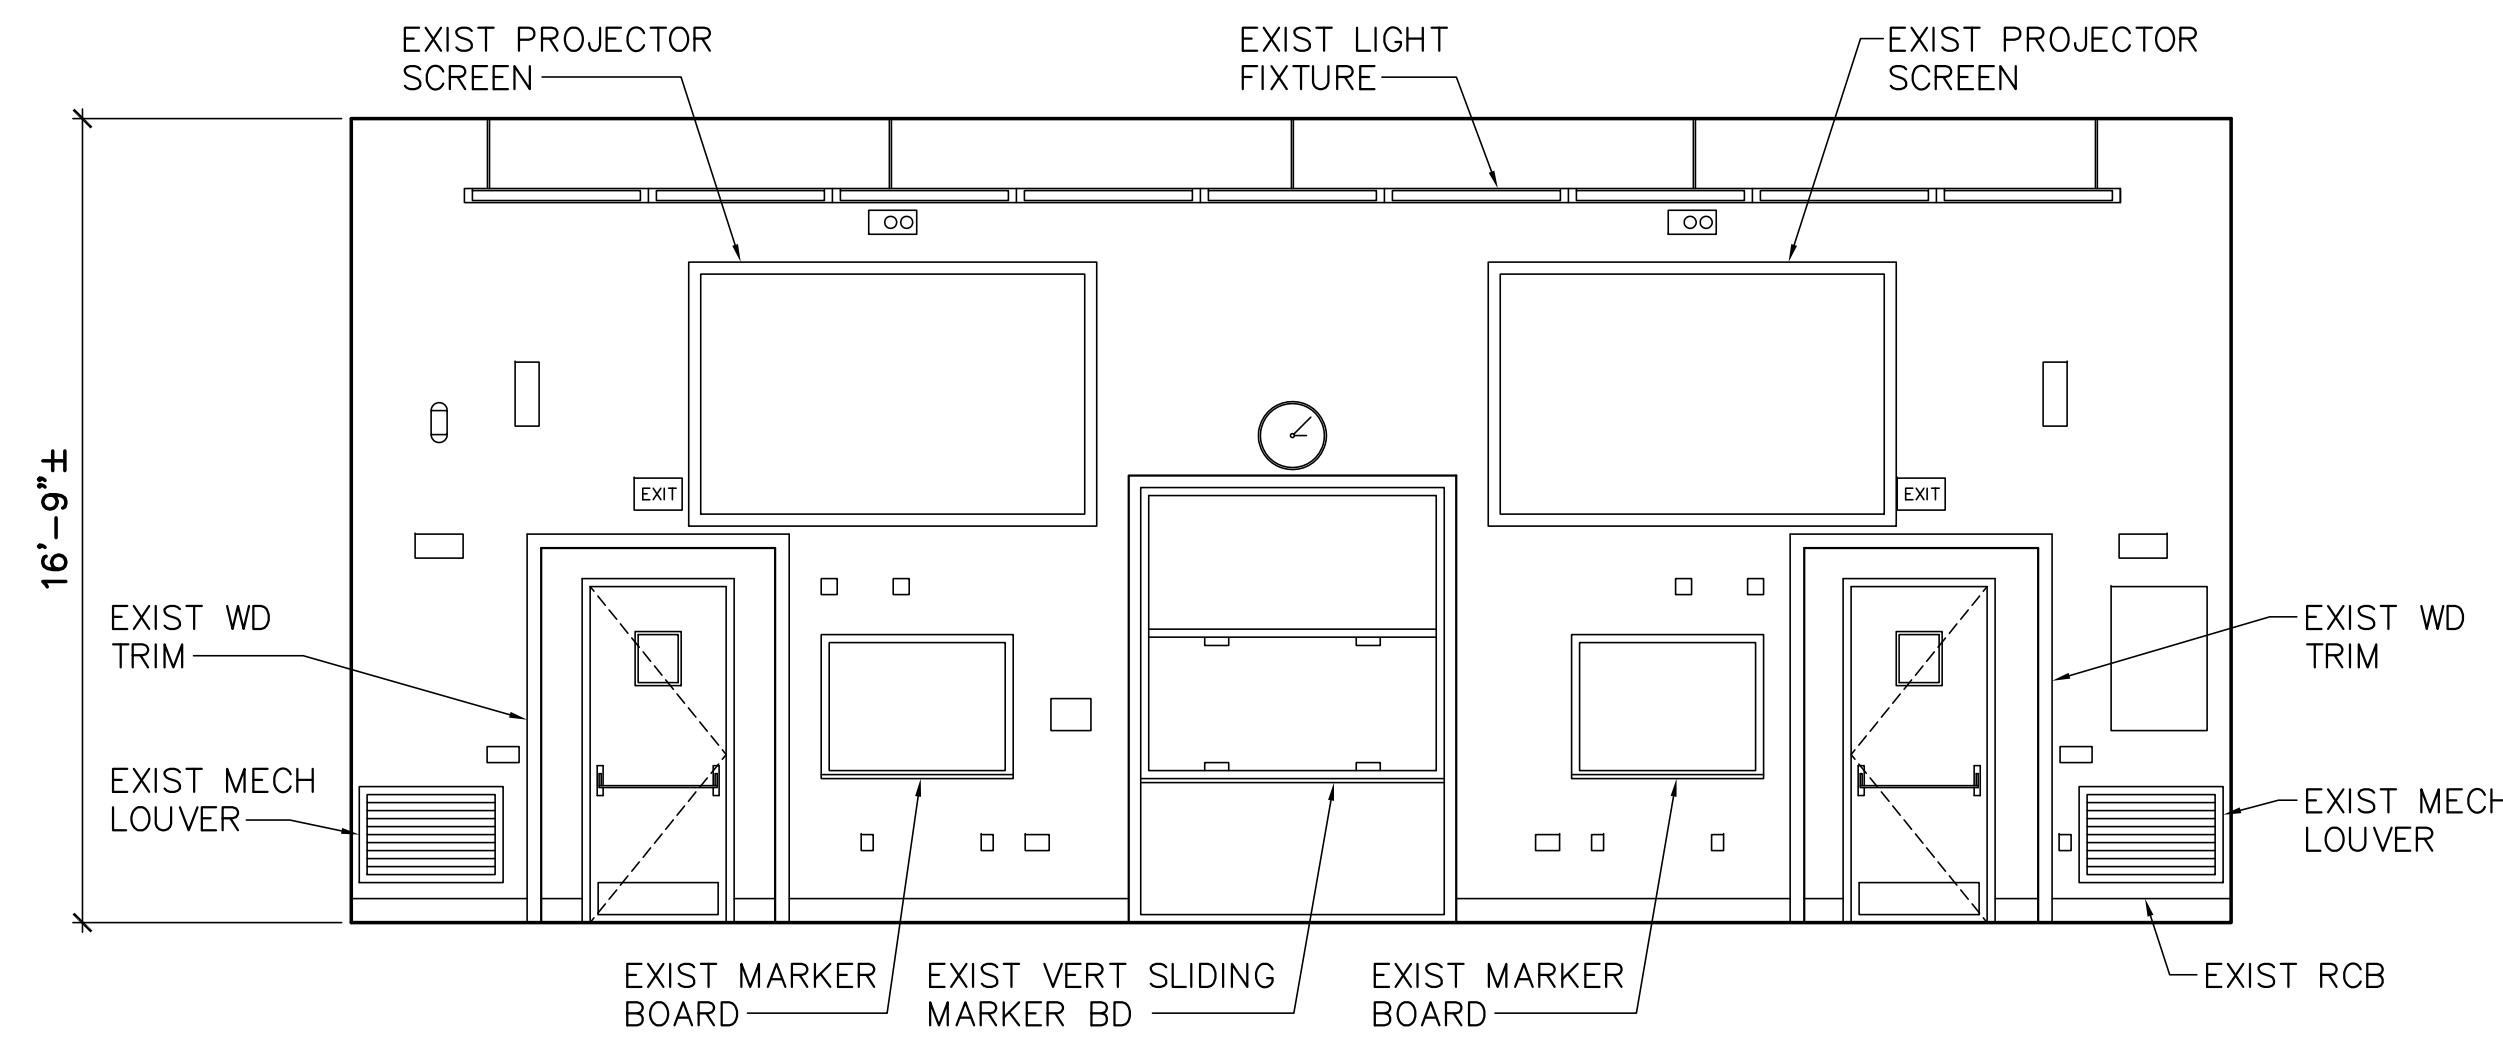 EXIST PROJECTOR
SCREEN
EXIST LIGHT
FIXTURE
EXIST PROJECTOR
SCREEN
16'-9"±
EXIT
EXIT
EXIST WD
TRIM
EXIST WD
TRIM
EXIST MECH
LOUVER
EXIST MECH
LOUVER
EXIST MARKER
BOARD
EXIST VERT SLIDING
MARKER BD
EXIST MARKER
BOARD
EXIST RCB